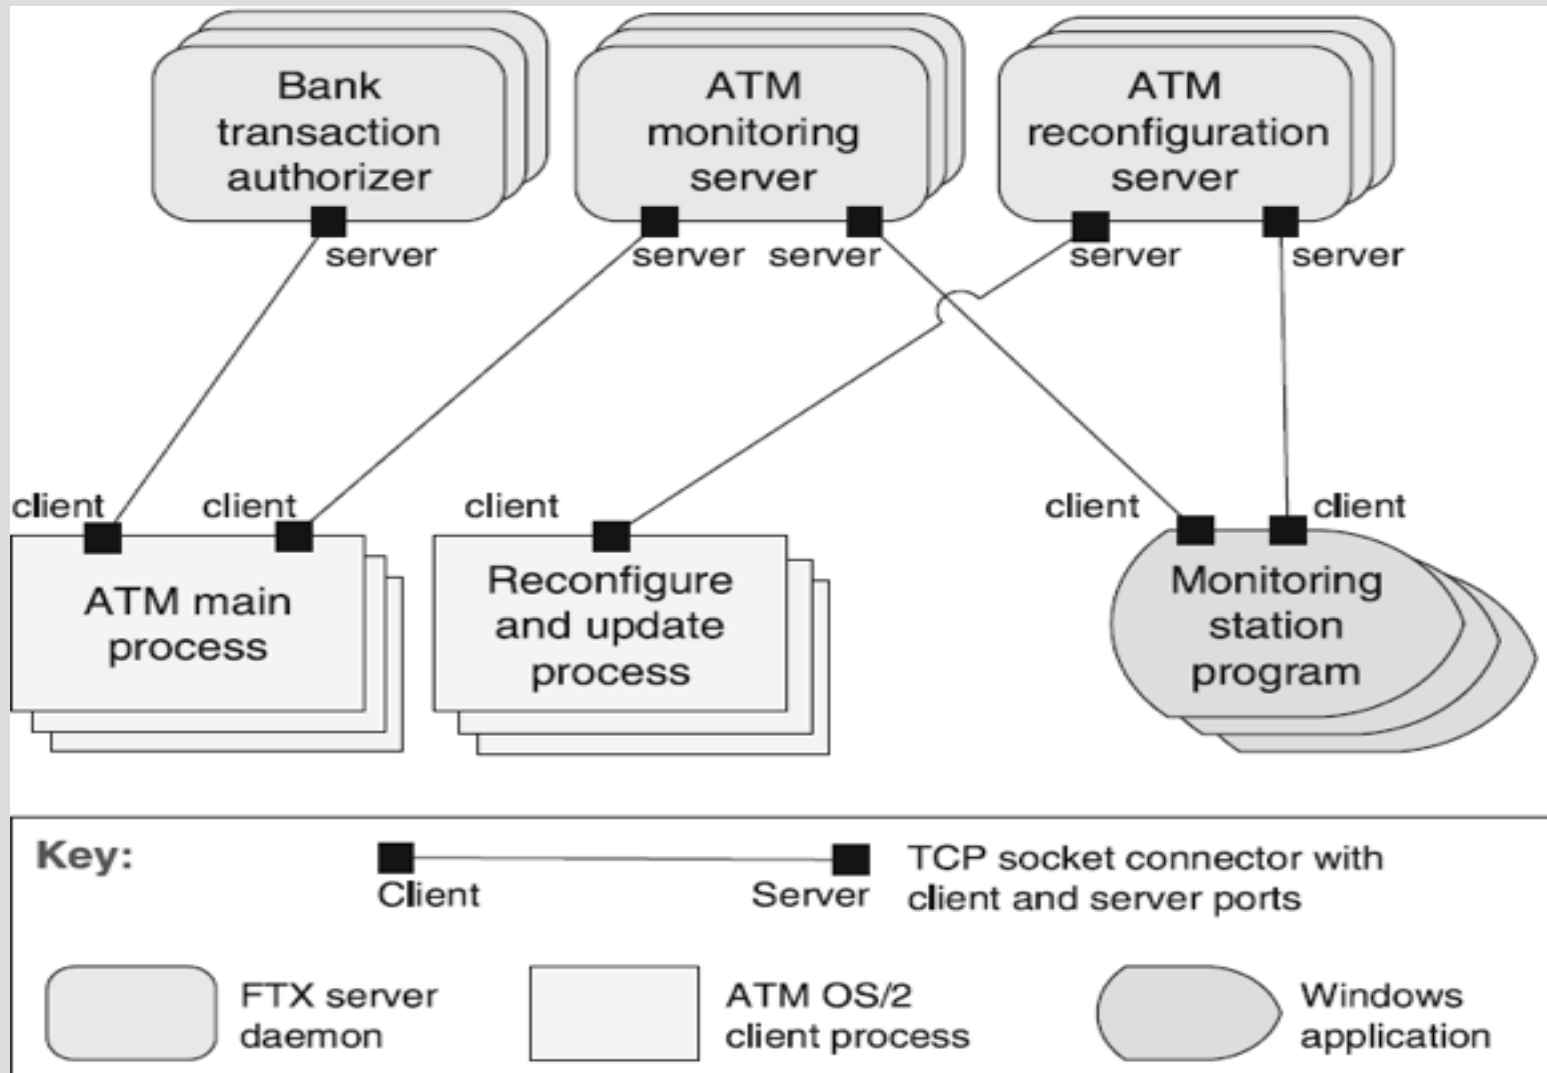 Bank
transaction
authorizer
ATM
monitoring
server
ATM
reconfiguration
server
server
server
server
server
server
client
client
client
client
client
ATM main
process
Reconfigure
and update
process
Monitoring
station
program
Key:
Client
Server
TCP socket connector with
client and server ports
FTX server
daemon
ATM OS/2
client process
Windows
application